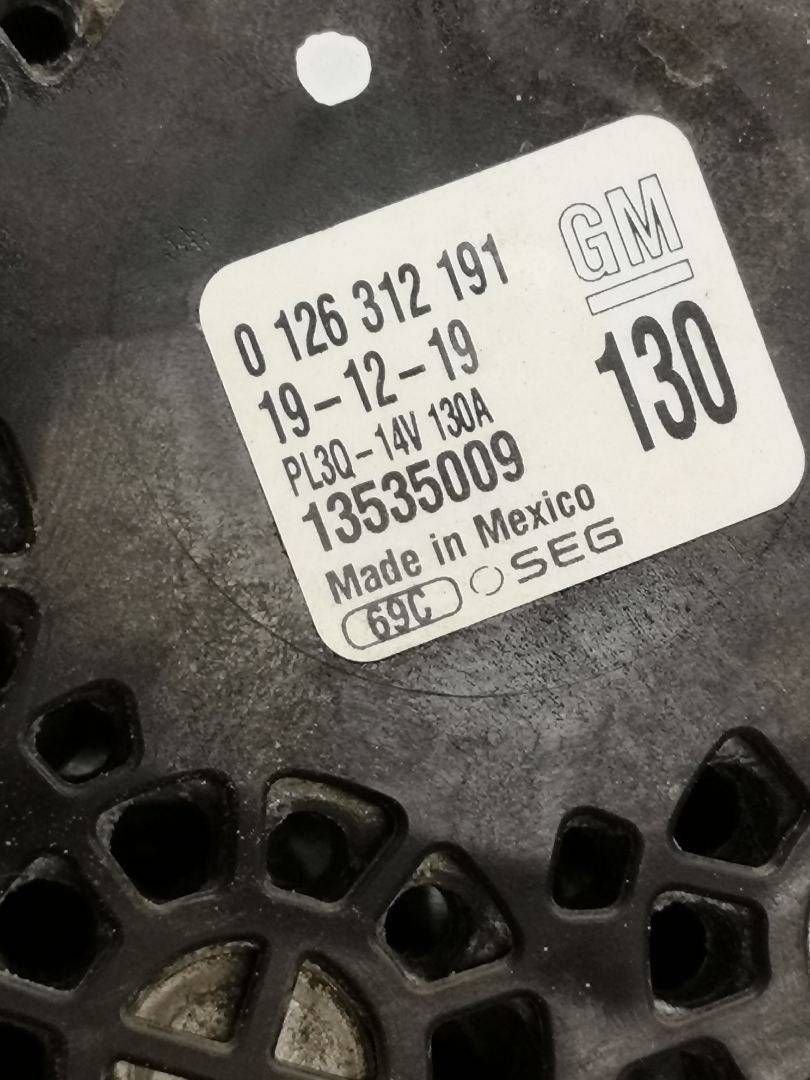 GM
0 126 312 191
19-12-19
130
PL3Q-14V 130A
13535009
Made in Mexico
69C SEG